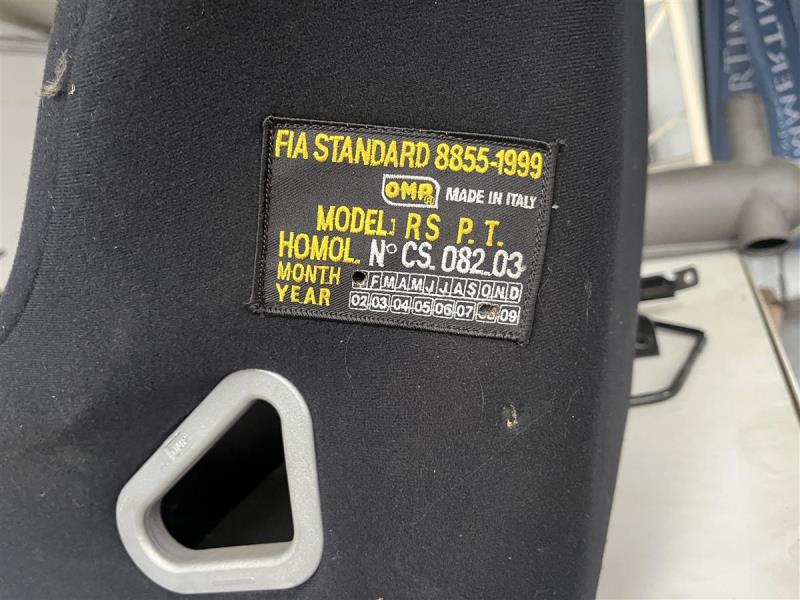 FIA STANDARD 8855-1999
OMP® MADE IN ITALY
MODEL: RS P.T.
HOMOL. N° CS. 082.03
MONTH F M A M J J A S O N D
YEAR 02 03 04 05 06 07 09